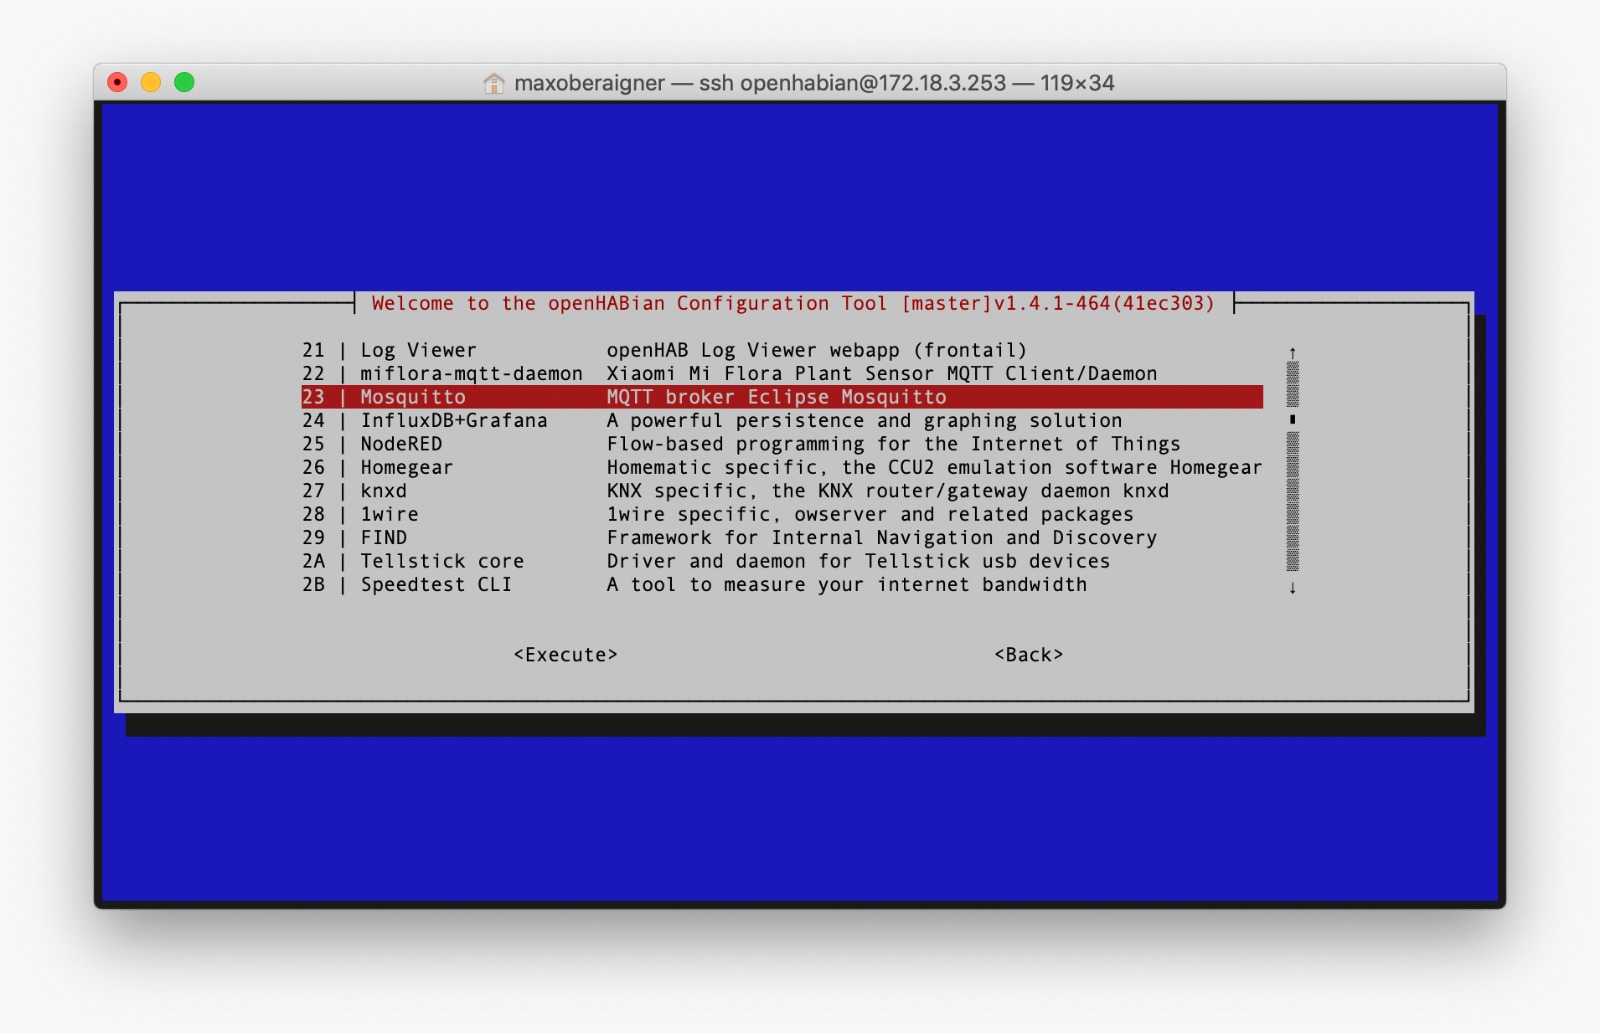 maxoberaigner — ssh openhabian@172.18.3.253 — 119×34
Welcome to the openHABian Configuration Tool [master]v1.4.1-464(41ec303)
21 | Log Viewer openHAB Log Viewer webapp (frontail)
22 | miflora-mqtt-daemon Xiaomi Mi Flora Plant Sensor MQTT Client/Daemon
23 | Mosquitto MQTT broker Eclipse Mosquitto
24 | InfluxDB+Grafana A powerful persistence and graphing solution
25 | NodeRED Flow-based programming for the Internet of Things
26 | Homegear Homematic specific, the CCU2 emulation software Homegear
27 | knxd KNX specific, the KNX router/gateway daemon knxd
28 | 1wire 1wire specific, owserver and related packages
29 | FIND Framework for Internal Navigation and Discovery
2A | Tellstick core Driver and daemon for Tellstick usb devices
2B | Speedtest CLI A tool to measure your internet bandwidth
<Execute> <Back>